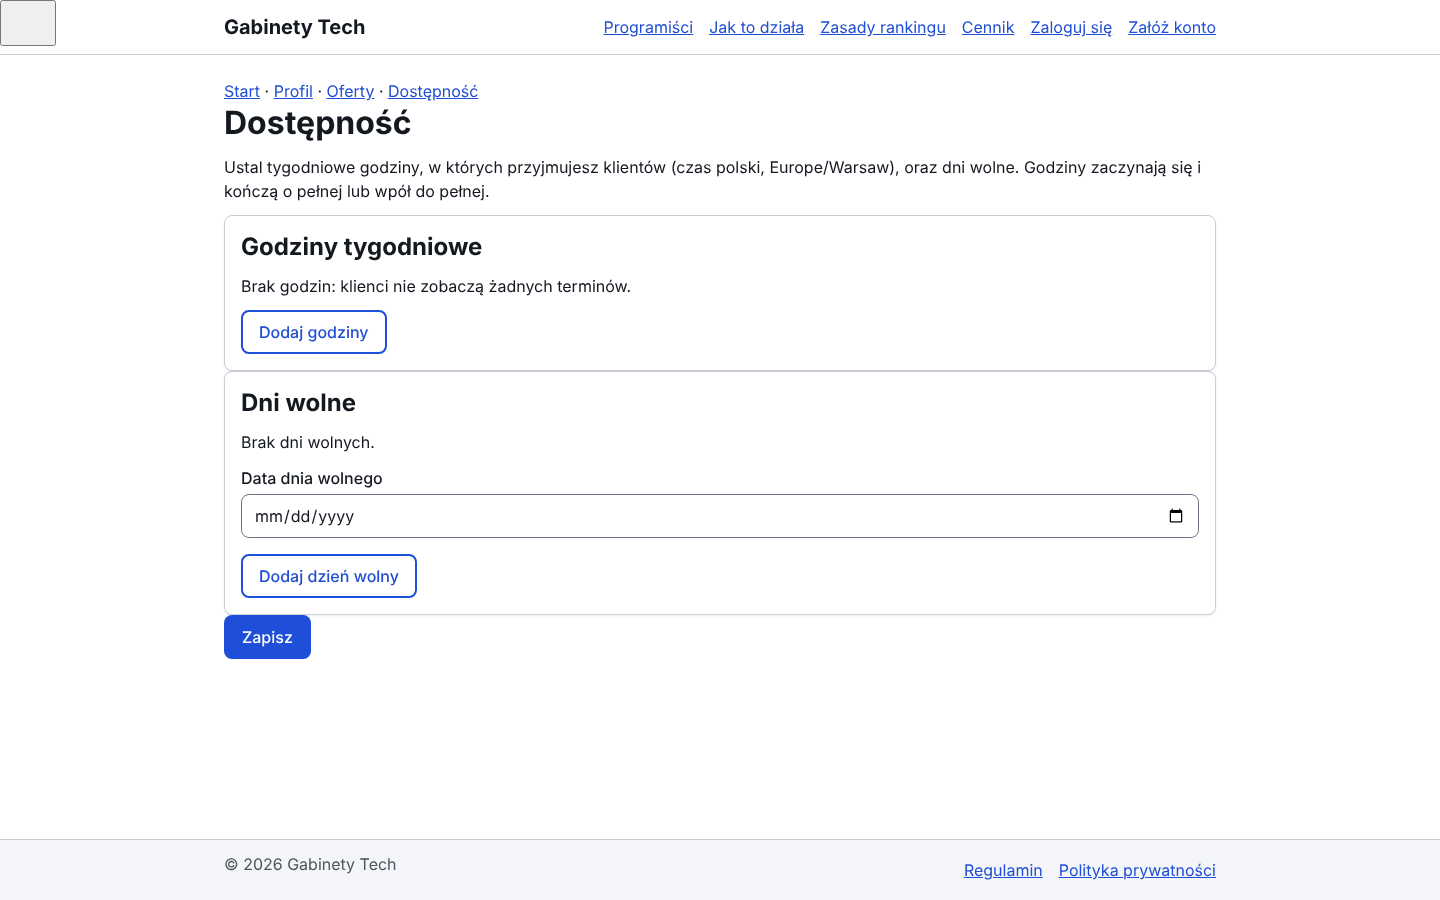 Gabinety Tech
Programiści Jak to działa Zasady rankingu Cennik Zaloguj się Załóż konto
Start · Profil · Oferty · Dostępność
Dostępność
Ustal tygodniowe godziny, w których przyjmujesz klientów (czas polski, Europe/Warsaw), oraz dni wolne. Godziny zaczynają się i
kończą o pełnej lub wpół do pełnej.
Godziny tygodniowe
Brak godzin: klienci nie zobaczą żadnych terminów.
Dodaj godziny
Dni wolne
Brak dni wolnych.
Data dnia wolnego
mm/dd/yyyy
Dodaj dzień wolny
Zapisz
© 2026 Gabinety Tech
Regulamin Polityka prywatności